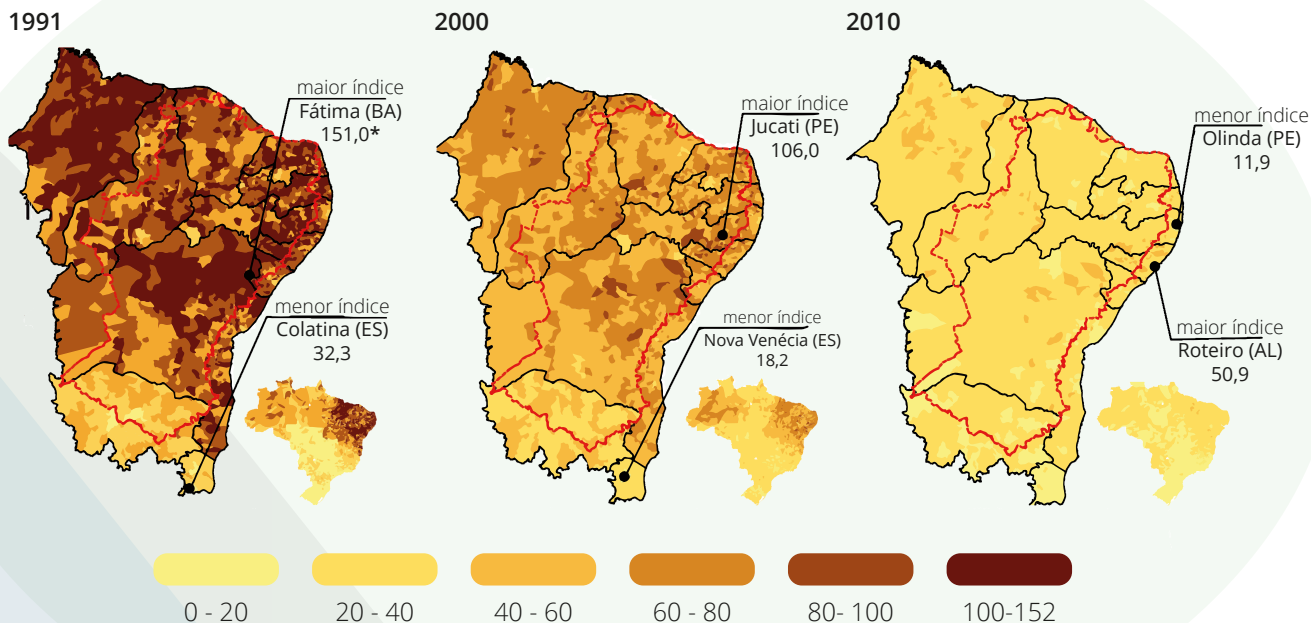 1991
maior índice
Fátima (BA)
151,0*
menor índice
Colatina (ES)
32,3
2000
maior índice
Jucati (PE)
106,0
menor índice
Nova Venécia (ES)
18,2
2010
menor índice
Olinda (PE)
11,9
maior índice
Roteiro (AL)
50,9
0 - 20
20 - 40
40 - 60
60 - 80
80- 100
100-152